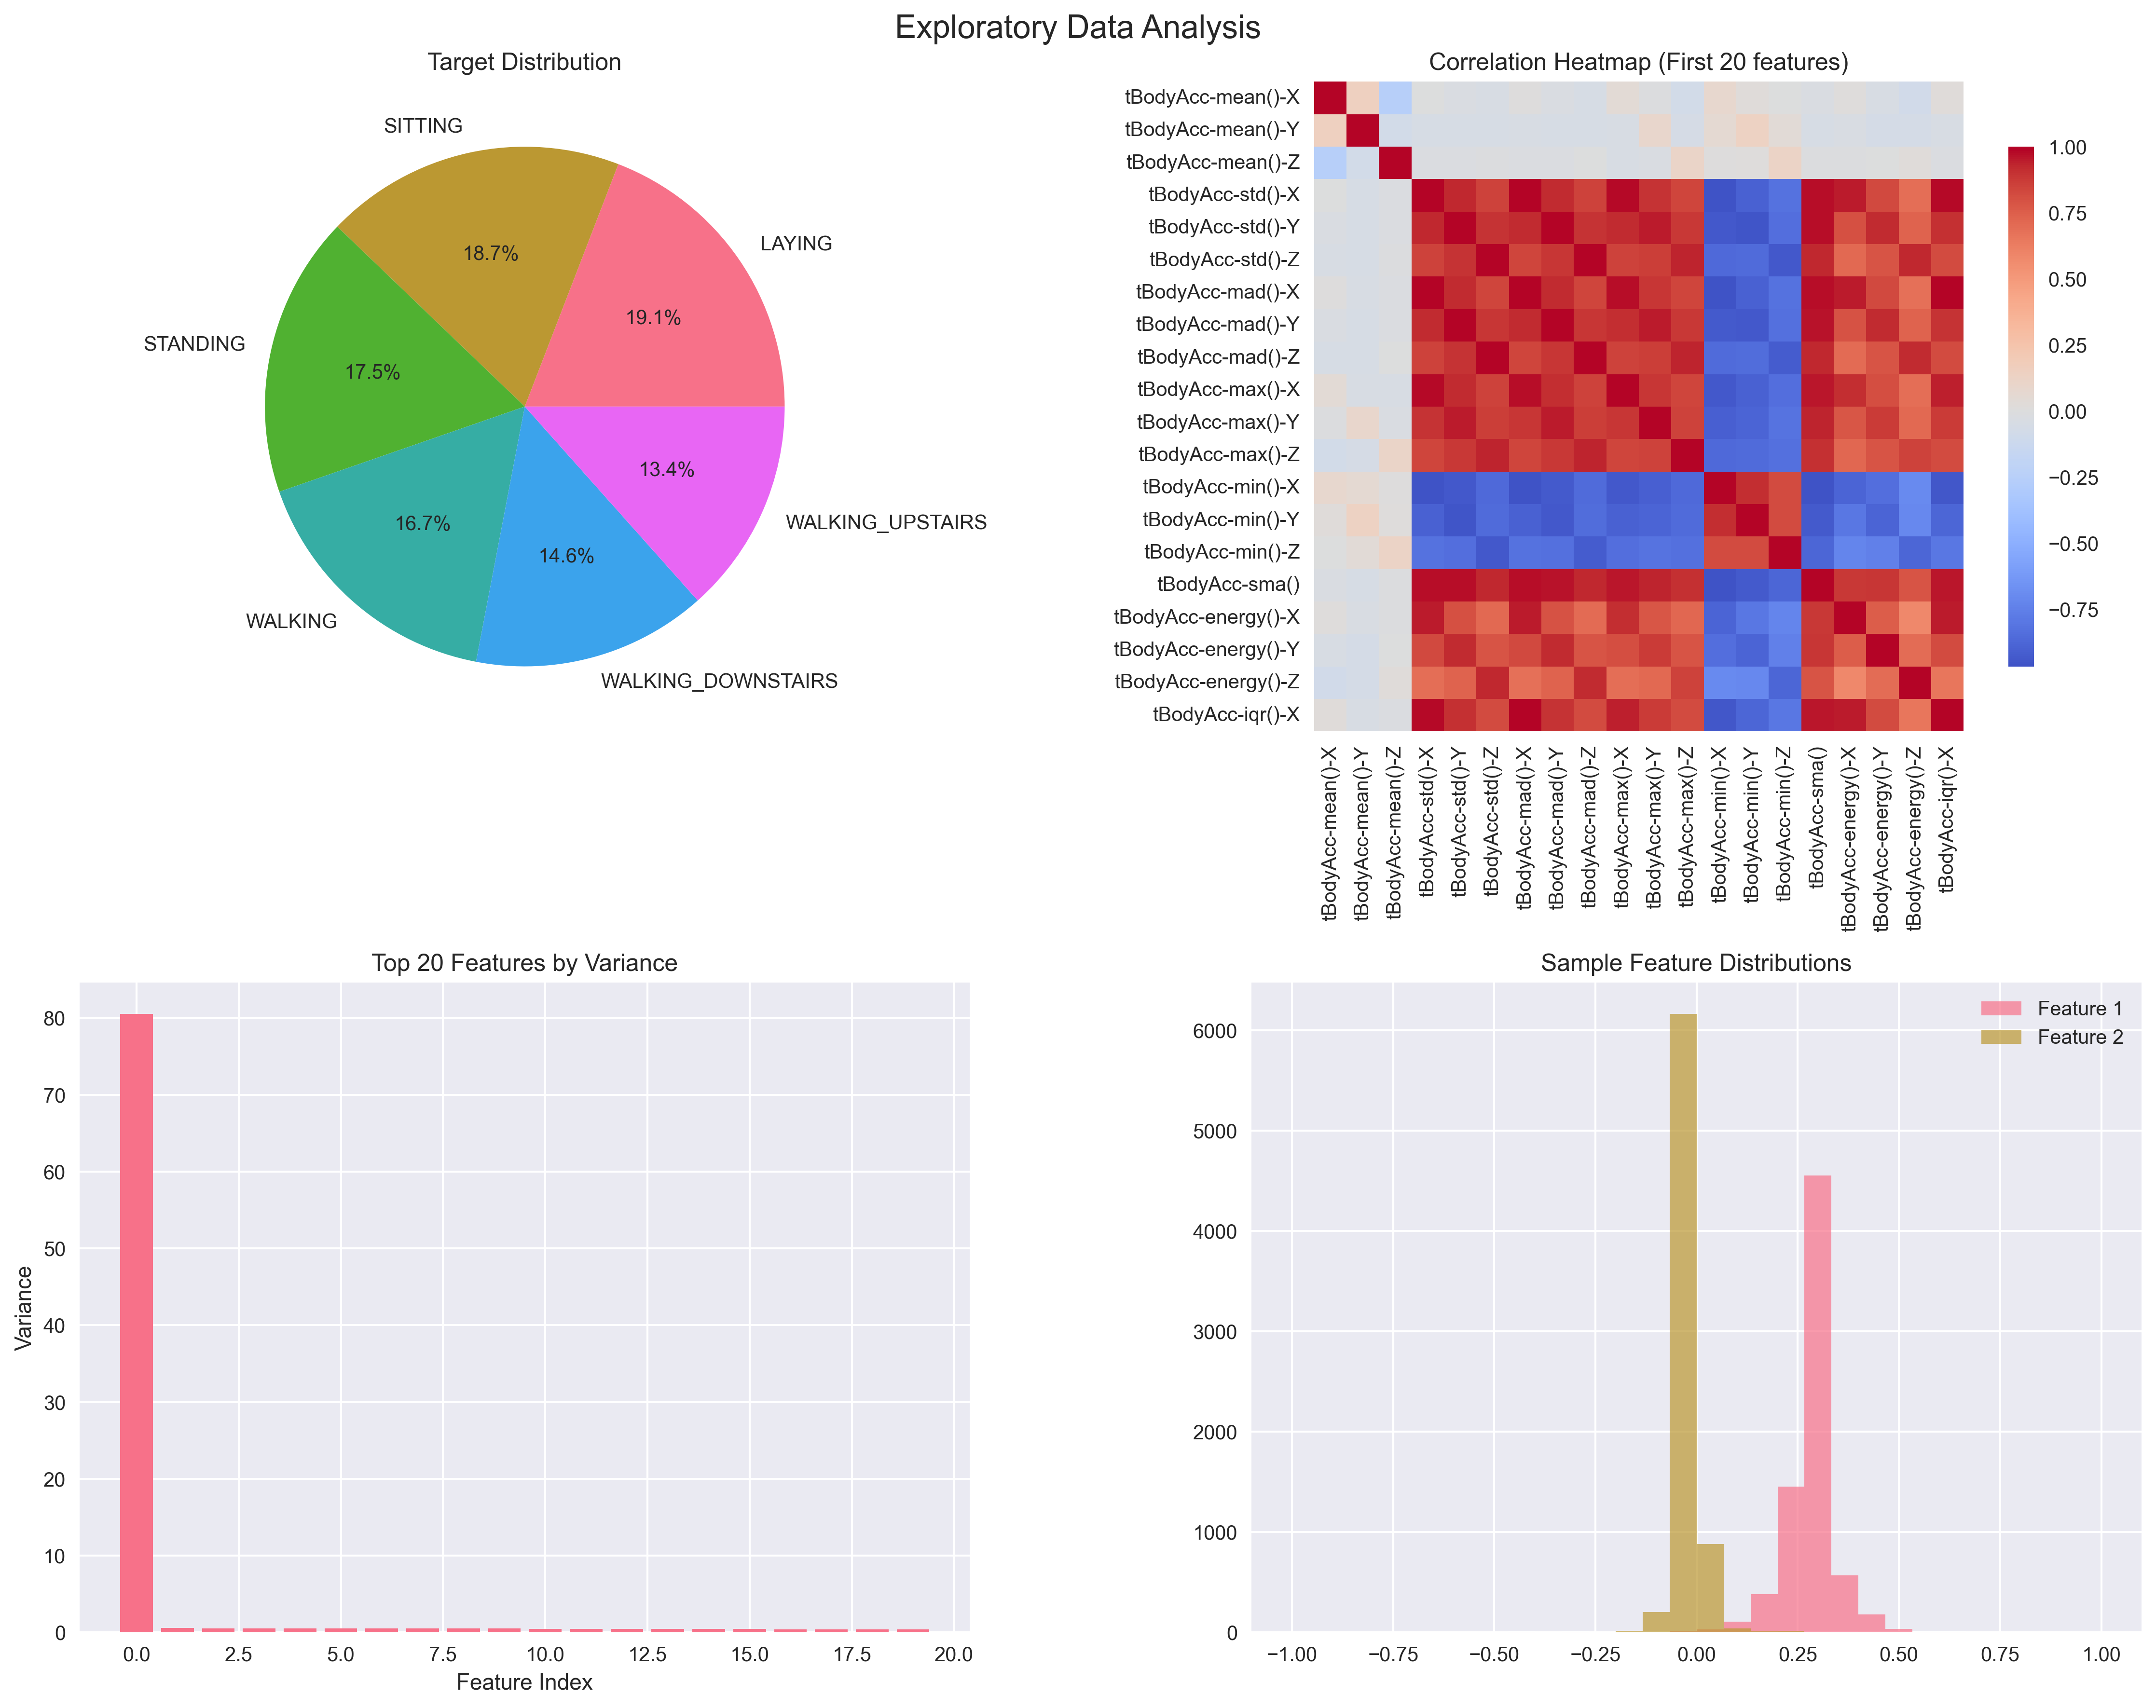 Exploratory Data Analysis
Target Distribution
SITTING
LAYING
STANDING
WALKING
WALKING_DOWNSTAIRS
WALKING_UPSTAIRS
18.7%
19.1%
17.5%
13.4%
16.7%
14.6%
Correlation Heatmap (First 20 features)
tBodyAcc-mean()-X
tBodyAcc-mean()-Y
tBodyAcc-mean()-Z
tBodyAcc-std()-X
tBodyAcc-std()-Y
tBodyAcc-std()-Z
tBodyAcc-mad()-X
tBodyAcc-mad()-Y
tBodyAcc-mad()-Z
tBodyAcc-max()-X
tBodyAcc-max()-Y
tBodyAcc-max()-Z
tBodyAcc-min()-X
tBodyAcc-min()-Y
tBodyAcc-min()-Z
tBodyAcc-sma()
tBodyAcc-energy()-X
tBodyAcc-energy()-Y
tBodyAcc-energy()-Z
tBodyAcc-iqr()-X
tBodyAcc-mean()-X
tBodyAcc-mean()-Y
tBodyAcc-mean()-Z
tBodyAcc-std()-X
tBodyAcc-std()-Y
tBodyAcc-std()-Z
tBodyAcc-mad()-X
tBodyAcc-mad()-Y
tBodyAcc-mad()-Z
tBodyAcc-max()-X
tBodyAcc-max()-Y
tBodyAcc-max()-Z
tBodyAcc-min()-X
tBodyAcc-min()-Y
tBodyAcc-min()-Z
tBodyAcc-sma()
tBodyAcc-energy()-X
tBodyAcc-energy()-Y
tBodyAcc-energy()-Z
tBodyAcc-iqr()-X
1.00
0.75
0.50
0.25
0.00
−0.25
−0.50
−0.75
Top 20 Features by Variance
Variance
80
70
60
50
40
30
20
10
0
0.0 2.5 5.0 7.5 10.0 12.5 15.0 17.5 20.0
Feature Index
Sample Feature Distributions
Feature 1
Feature 2
6000
5000
4000
3000
2000
1000
0
−1.00 −0.75 −0.50 −0.25 0.00 0.25 0.50 0.75 1.00